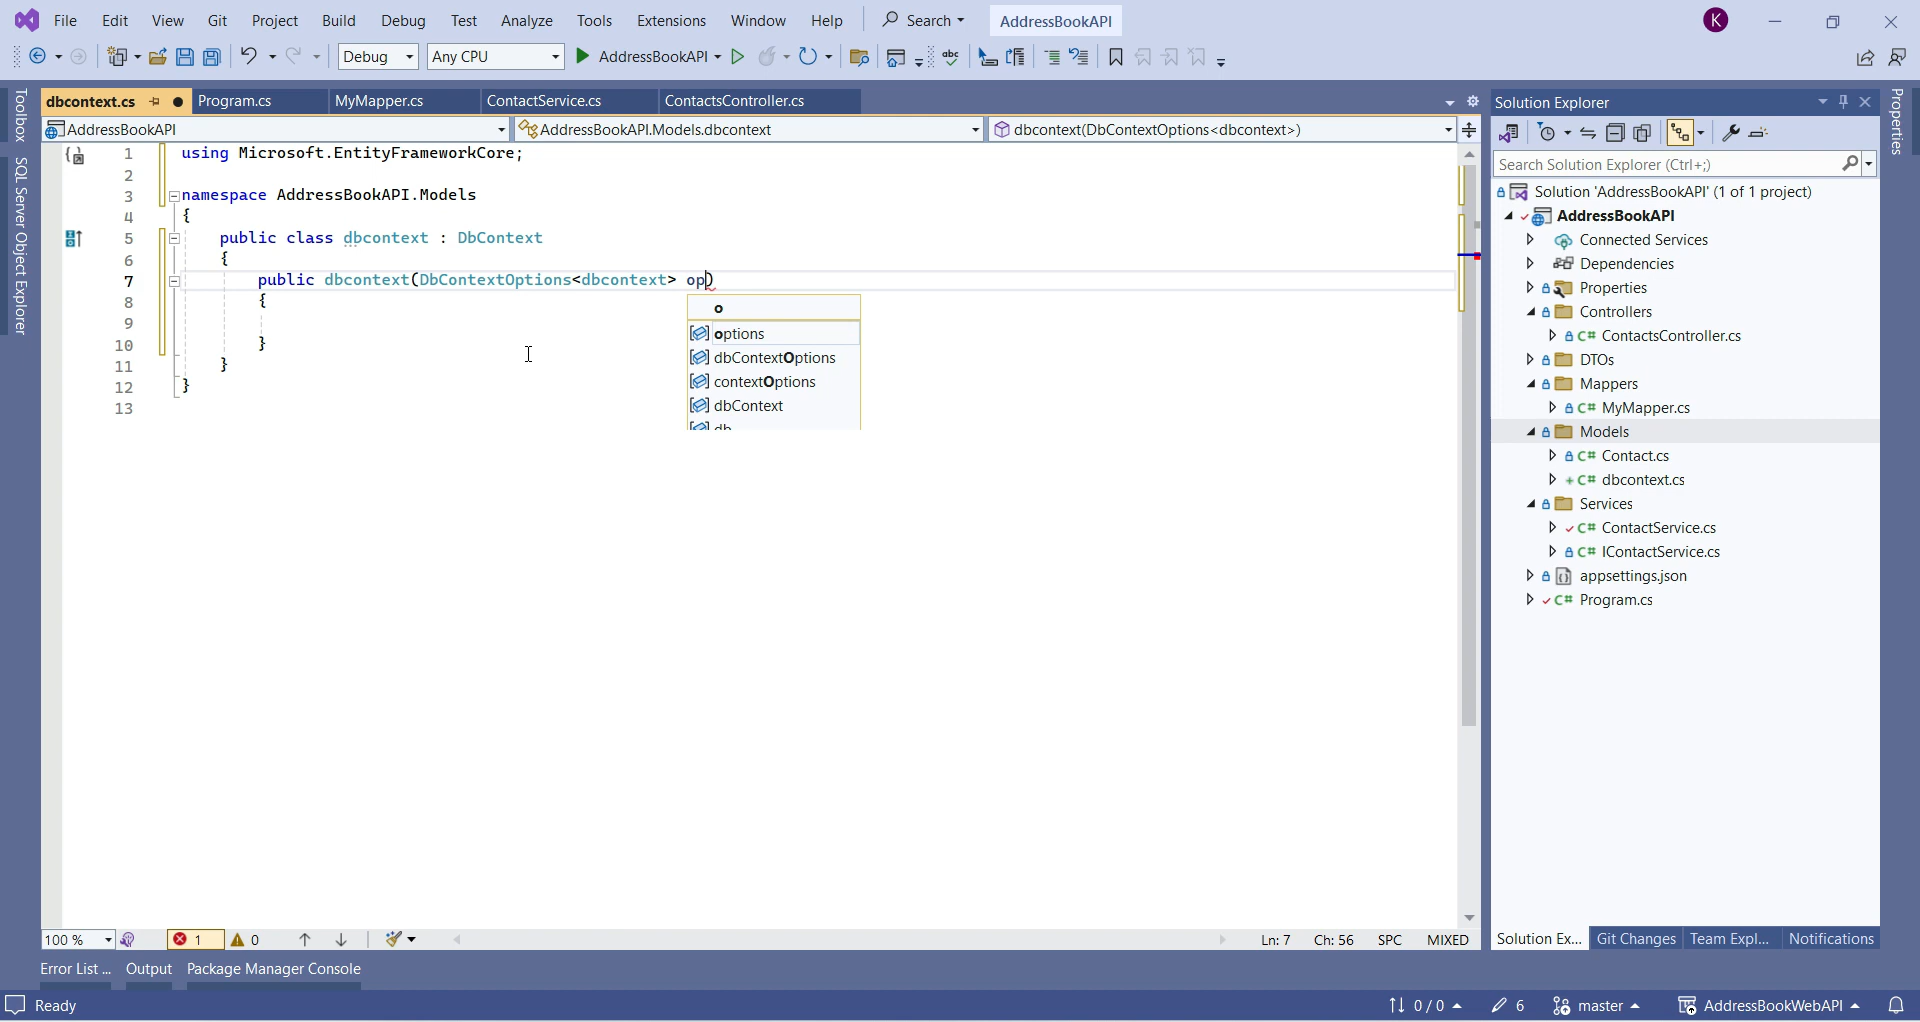 File Edit View Git Project Build Debug Test Analyze Tools Extensions Window Help Search AddressBookAPI K
Debug Any CPU AddressBookAPI abc
Toolbox
SQL Server Object Explorer
dbcontext.cs Program.cs MyMapper.cs ContactService.cs ContactsController.cs
AddressBookAPI AddressBookAPI.Models.dbcontext dbcontext(DbContextOptions<dbcontext>)
1 using Microsoft.EntityFrameworkCore;
2
3 namespace AddressBookAPI.Models
4 {
5 public class dbcontext : DbContext
6 {
7 public dbcontext(DbContextOptions<dbcontext> op)
8 {
9
10 }
11 }
12 }
13
o
options
dbContextOptions
contextOptions
dbContext
Solution Explorer
Search Solution Explorer (Ctrl+;)
Solution 'AddressBookAPI' (1 of 1 project)
AddressBookAPI
Connected Services
Dependencies
Properties
Controllers
C# ContactsController.cs
DTOs
Mappers
C# MyMapper.cs
Models
C# Contact.cs
C# dbcontext.cs
Services
C# ContactService.cs
C# IContactService.cs
appsettings.json
C# Program.cs
Properties
100 % 1 0 Ln: 7 Ch: 56 SPC MIXED
Solution Ex... Git Changes Team Expl... Notifications
Error List ... Output Package Manager Console
Ready 0 / 0 6 master AddressBookWebAPI